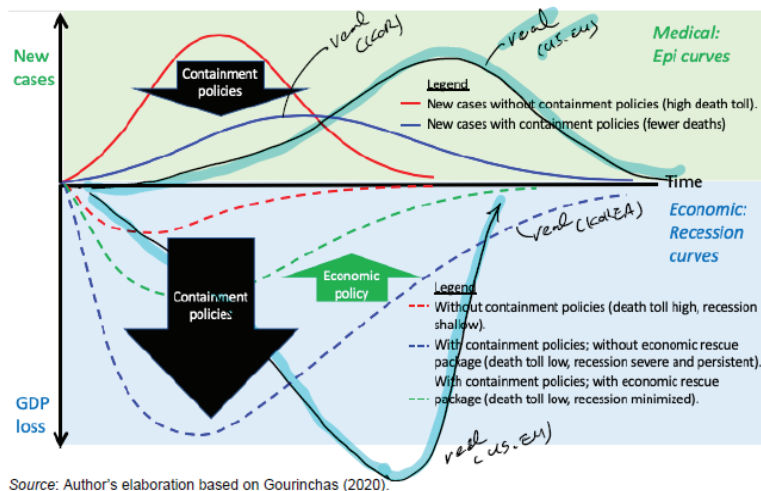 New
cases
Containment
policies
real
(KOR)
real
(US. EU)
Medical:
Epi curves
Legend
New cases without containment policies (high death toll).
New cases with containment policies (fewer deaths)
Time
Economic:
Recession
curves
real (KOREA)
Containment
policies
Economic
policy
Legend
Without containment policies (death toll high, recession
shallow).
With containment policies; without economic rescue
package (death toll low, recession severe and persistent).
With containment policies; with economic rescue
package (death toll low, recession minimized).
GDP
loss
real
(US. EU)
Source: Author's elaboration based on Gourinchas (2020).